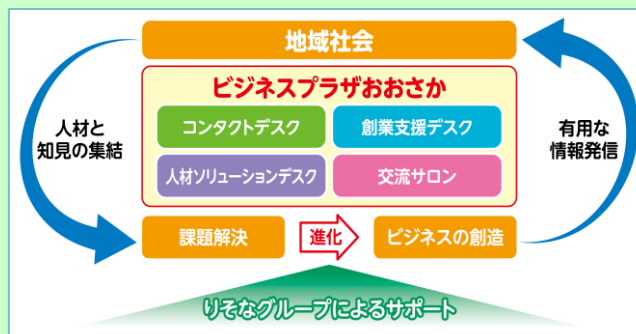 地域社会
ビジネスプラザおおさか
コンタクトデスク
創業支援デスク
人材ソリューションデスク
交流サロン
人材と
知見の集結
有用な
情報発信
課題解決
進化
ビジネスの創造
りそなグループによるサポート